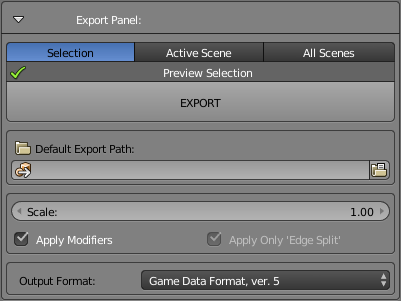 Export Panel:
Selection Active Scene All Scenes
Preview Selection
EXPORT
Default Export Path:
Scale: 1.00
Apply Modifiers Apply Only 'Edge Split'
Output Format: Game Data Format, ver. 5